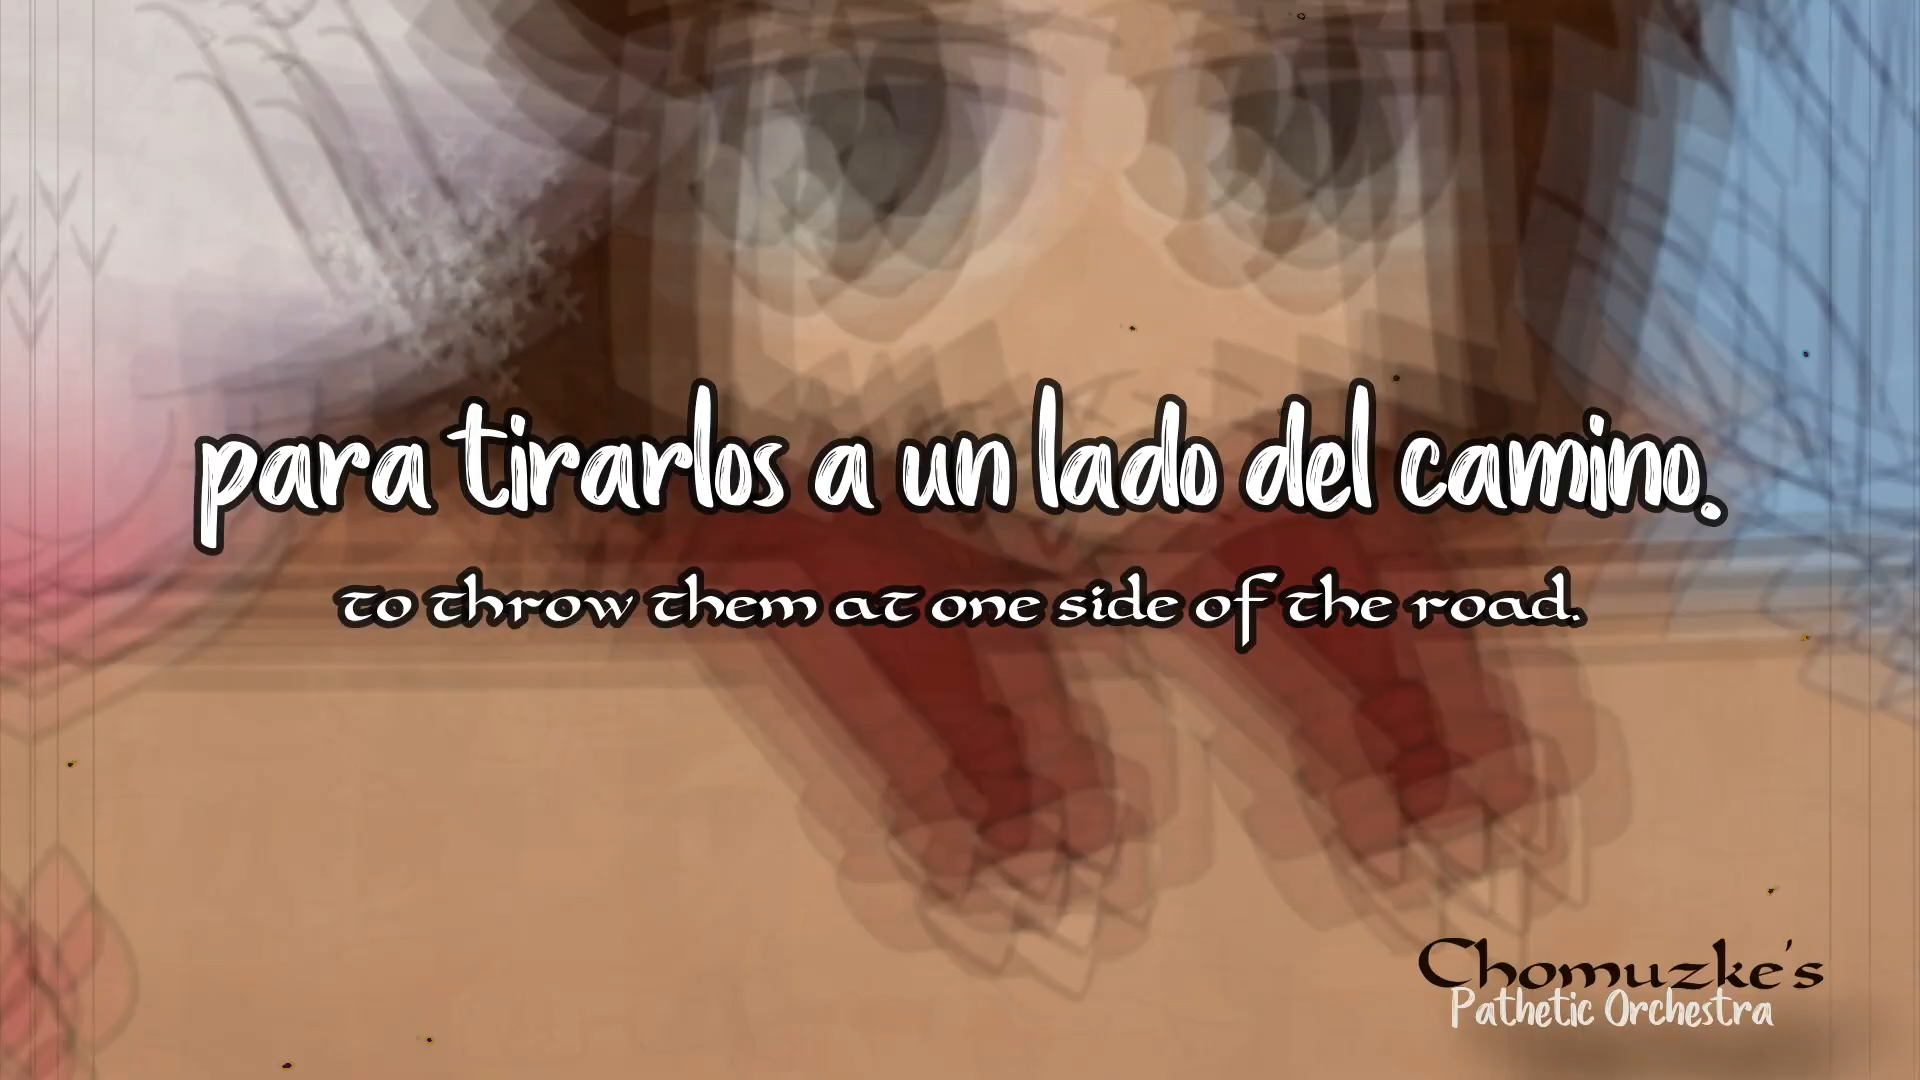 para tirarlos a un lado del camino.
to throw them at one side of the road.
Chomuzke's
Pathetic Orchestra